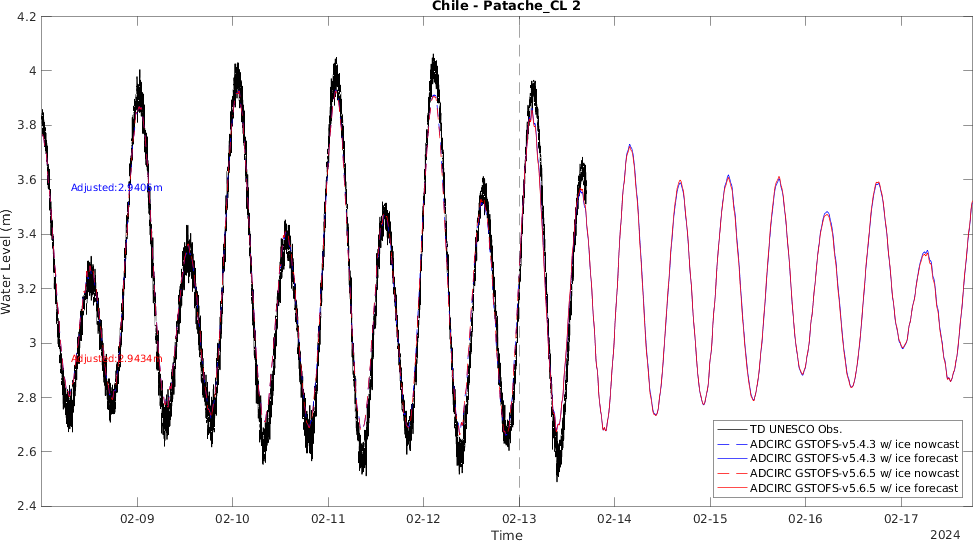 Chile - Patache_CL 2
4.2
4
3.8
3.6
3.4
3.2
3
2.8
2.6
2.4
Water Level (m)
Adjusted:2.9405m
Adjusted:2.9434m
TD UNESCO Obs.
ADCIRC GSTOFS-v5.4.3 w/ ice nowcast
ADCIRC GSTOFS-v5.4.3 w/ ice forecast
ADCIRC GSTOFS-v5.6.5 w/ ice nowcast
ADCIRC GSTOFS-v5.6.5 w/ ice forecast
02-09 02-10 02-11 02-12 02-13 02-14 02-15 02-16 02-17
Time
2024